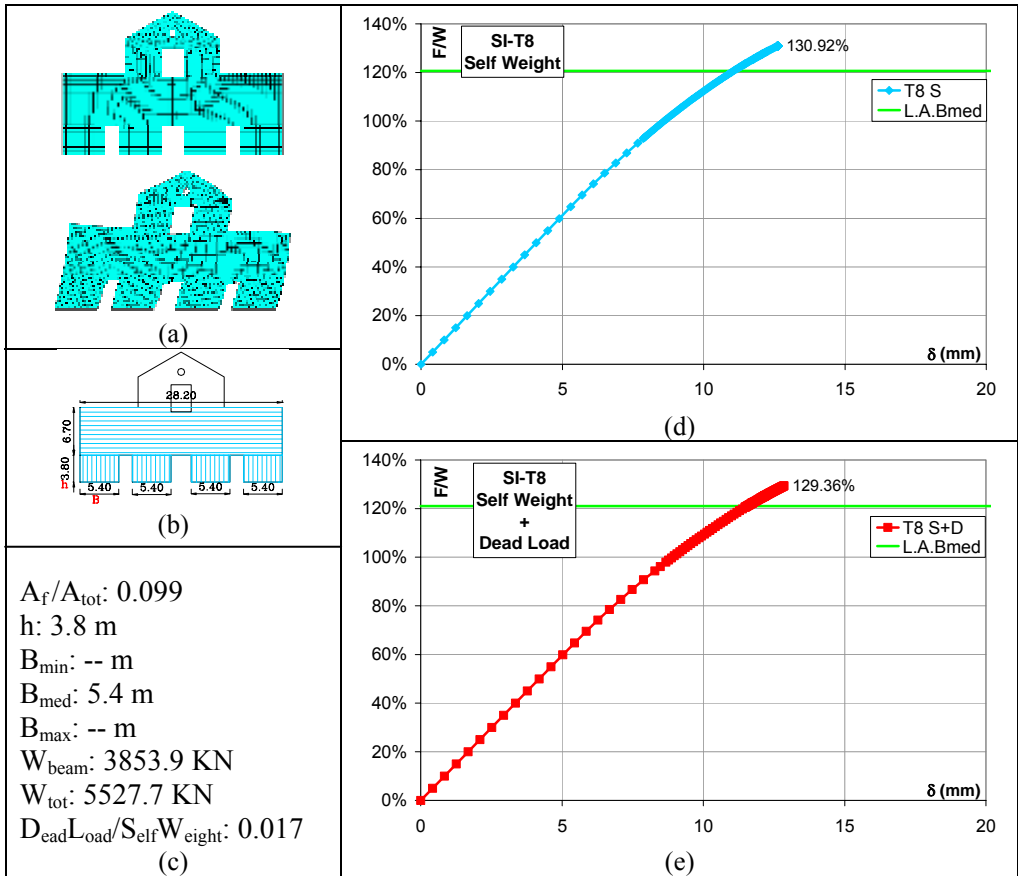 (a)
28.20
6.70
3.80
h
5.40 5.40 5.40 5.40
B
(b)
A_f/A_tot: 0.099
h: 3.8 m
B_min: -- m
B_med: 5.4 m
B_max: -- m
W_beam: 3853.9 KN
W_tot: 5527.7 KN
D_eadL_oad/S_elfW_eight: 0.017
(c)
140%
120%
100%
80%
60%
40%
20%
0%
F/W
SI-T8
Self Weight
130.92%
T8 S
L.A.Bmed
δ (mm)
0 5 10 15 20
(d)
140%
120%
100%
80%
60%
40%
20%
0%
F/W
SI-T8
Self Weight
+
Dead Load
129.36%
T8 S+D
L.A.Bmed
δ (mm)
0 5 10 15 20
(e)